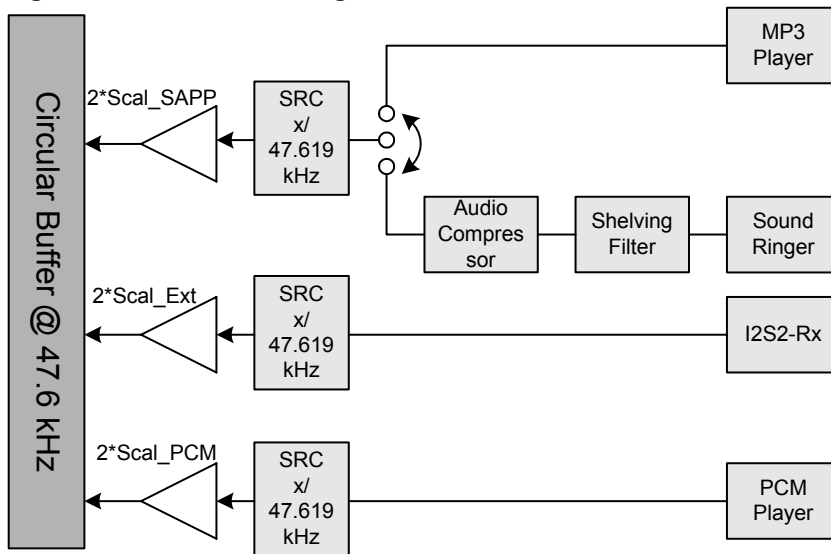 MP3
Player
2*Scal_SAPP
SRC
x/
47.619
kHz
Audio
Compres
sor
Shelving
Filter
Sound
Ringer
Circular Buffer @ 47.6 kHz
2*Scal_Ext
SRC
x/
47.619
kHz
I2S2-Rx
2*Scal_PCM
SRC
x/
47.619
kHz
PCM
Player